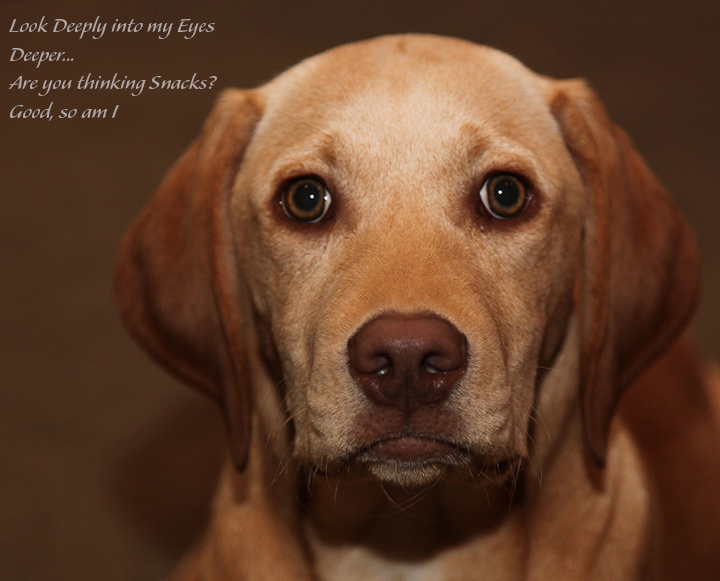 Look Deeply into my Eyes
Deeper...
Are you thinking Snacks?
Good, so am I